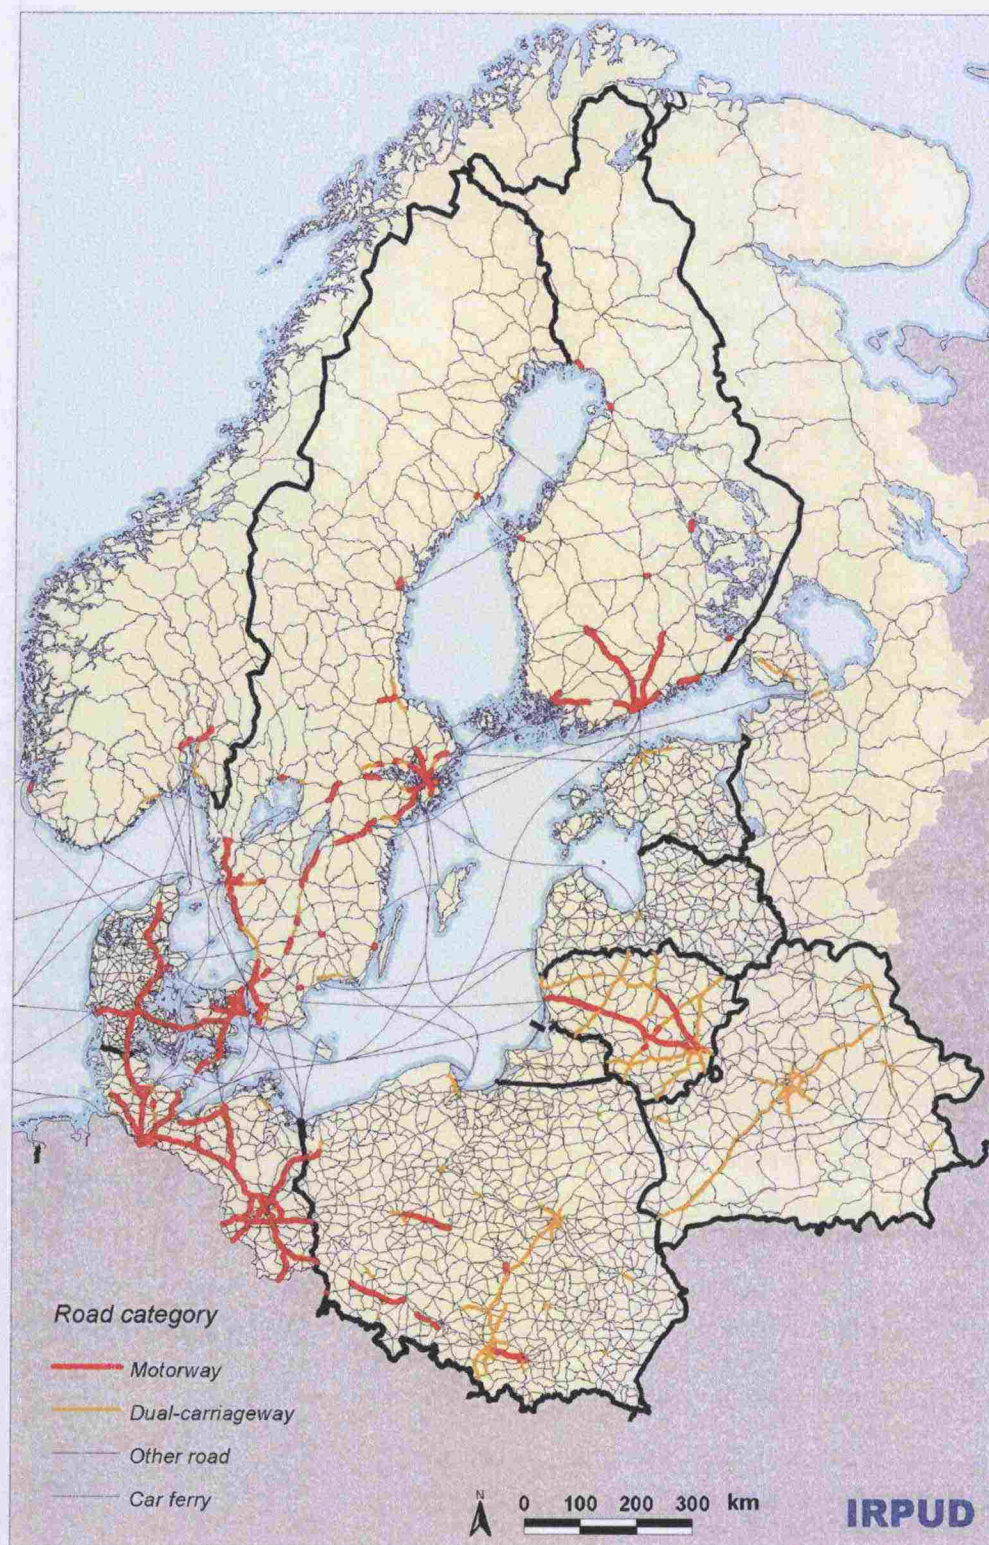 Road category
Motorway
Dual-carriageway
Other road
Car ferry
N
0 100 200 300 km
IRPUD